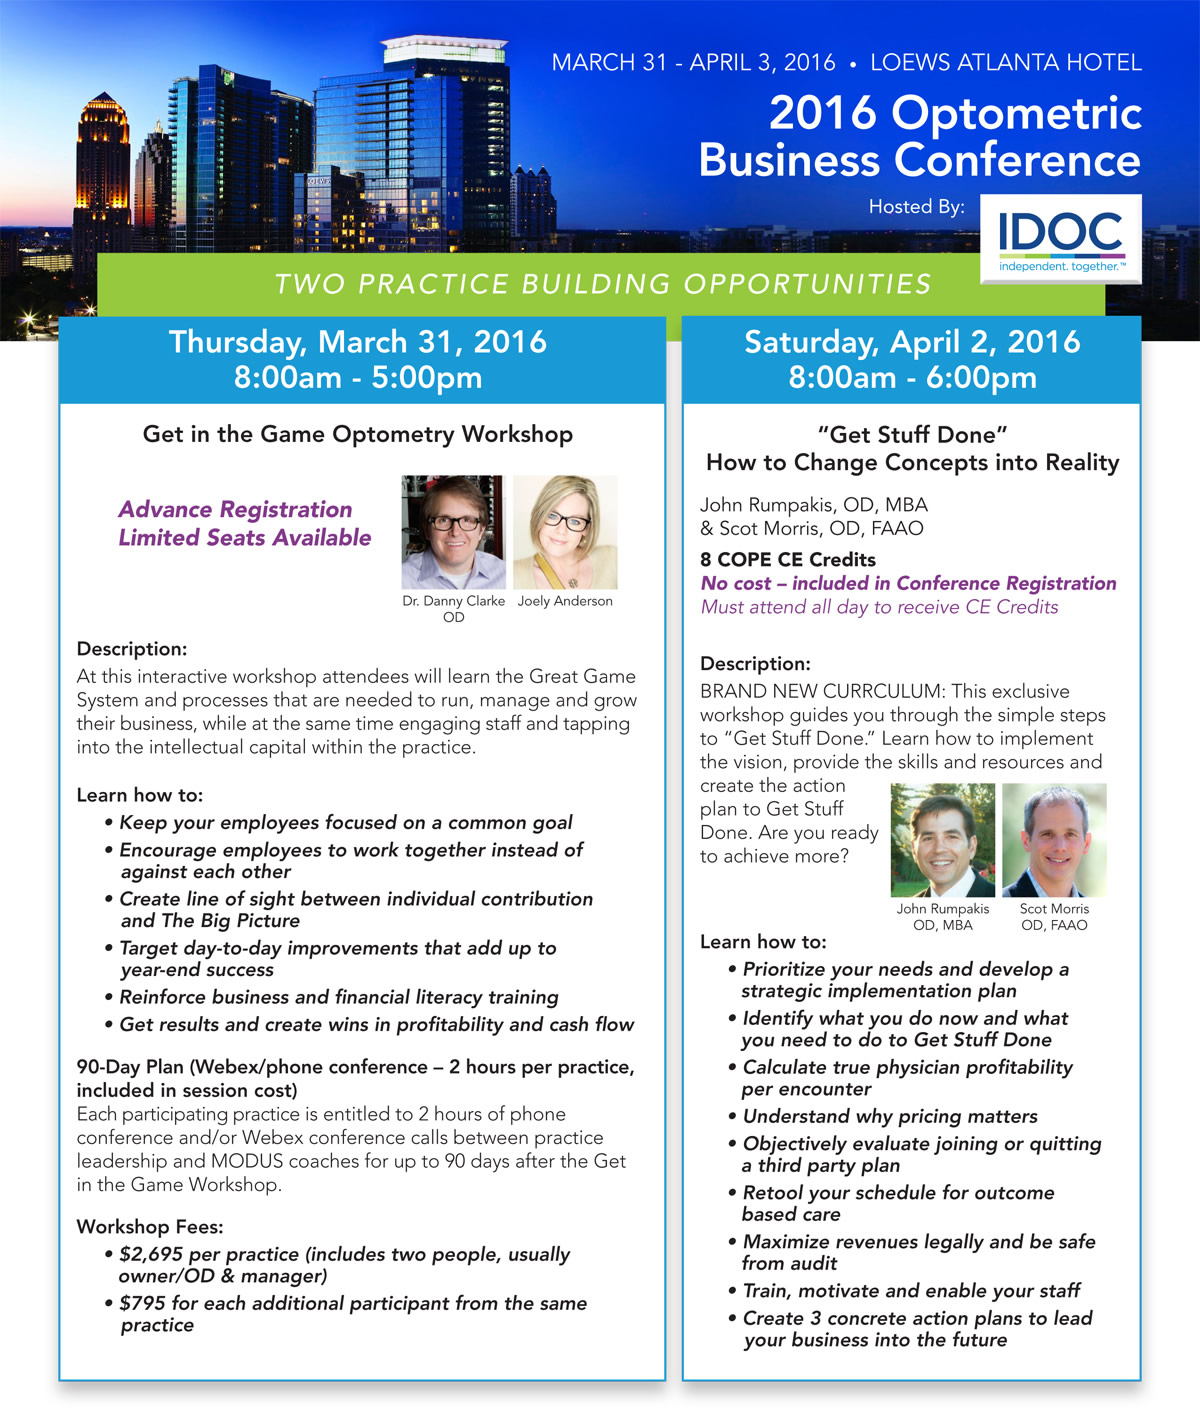 MARCH 31 - APRIL 3, 2016 • LOEWS ATLANTA HOTEL
2016 Optometric
Business Conference
Hosted By:
IDOC
independent. together.™
LOEWS
TWO PRACTICE BUILDING OPPORTUNITIES
Thursday, March 31, 2016
8:00am - 5:00pm
Get in the Game Optometry Workshop
Advance Registration
Limited Seats Available
Dr. Danny Clarke
OD
Joely Anderson
Description:
At this interactive workshop attendees will learn the Great Game
System and processes that are needed to run, manage and grow
their business, while at the same time engaging staff and tapping
into the intellectual capital within the practice.
Learn how to:
• Keep your employees focused on a common goal
• Encourage employees to work together instead of
against each other
• Create line of sight between individual contribution
and The Big Picture
• Target day-to-day improvements that add up to
year-end success
• Reinforce business and financial literacy training
• Get results and create wins in profitability and cash flow
90-Day Plan (Webex/phone conference – 2 hours per practice,
included in session cost)
Each participating practice is entitled to 2 hours of phone
conference and/or Webex conference calls between practice
leadership and MODUS coaches for up to 90 days after the Get
in the Game Workshop.
Workshop Fees:
• $2,695 per practice (includes two people, usually
owner/OD & manager)
• $795 for each additional participant from the same
practice
Saturday, April 2, 2016
8:00am - 6:00pm
“Get Stuff Done”
How to Change Concepts into Reality
John Rumpakis, OD, MBA
& Scot Morris, OD, FAAO
8 COPE CE Credits
No cost – included in Conference Registration
Must attend all day to receive CE Credits
Description:
BRAND NEW CURRCULUM: This exclusive
workshop guides you through the simple steps
to “Get Stuff Done.” Learn how to implement
the vision, provide the skills and resources and
create the action
plan to Get Stuff
Done. Are you ready
to achieve more?
John Rumpakis
OD, MBA
Scot Morris
OD, FAAO
Learn how to:
• Prioritize your needs and develop a
strategic implementation plan
• Identify what you do now and what
you need to do to Get Stuff Done
• Calculate true physician profitability
per encounter
• Understand why pricing matters
• Objectively evaluate joining or quitting
a third party plan
• Retool your schedule for outcome
based care
• Maximize revenues legally and be safe
from audit
• Train, motivate and enable your staff
• Create 3 concrete action plans to lead
your business into the future